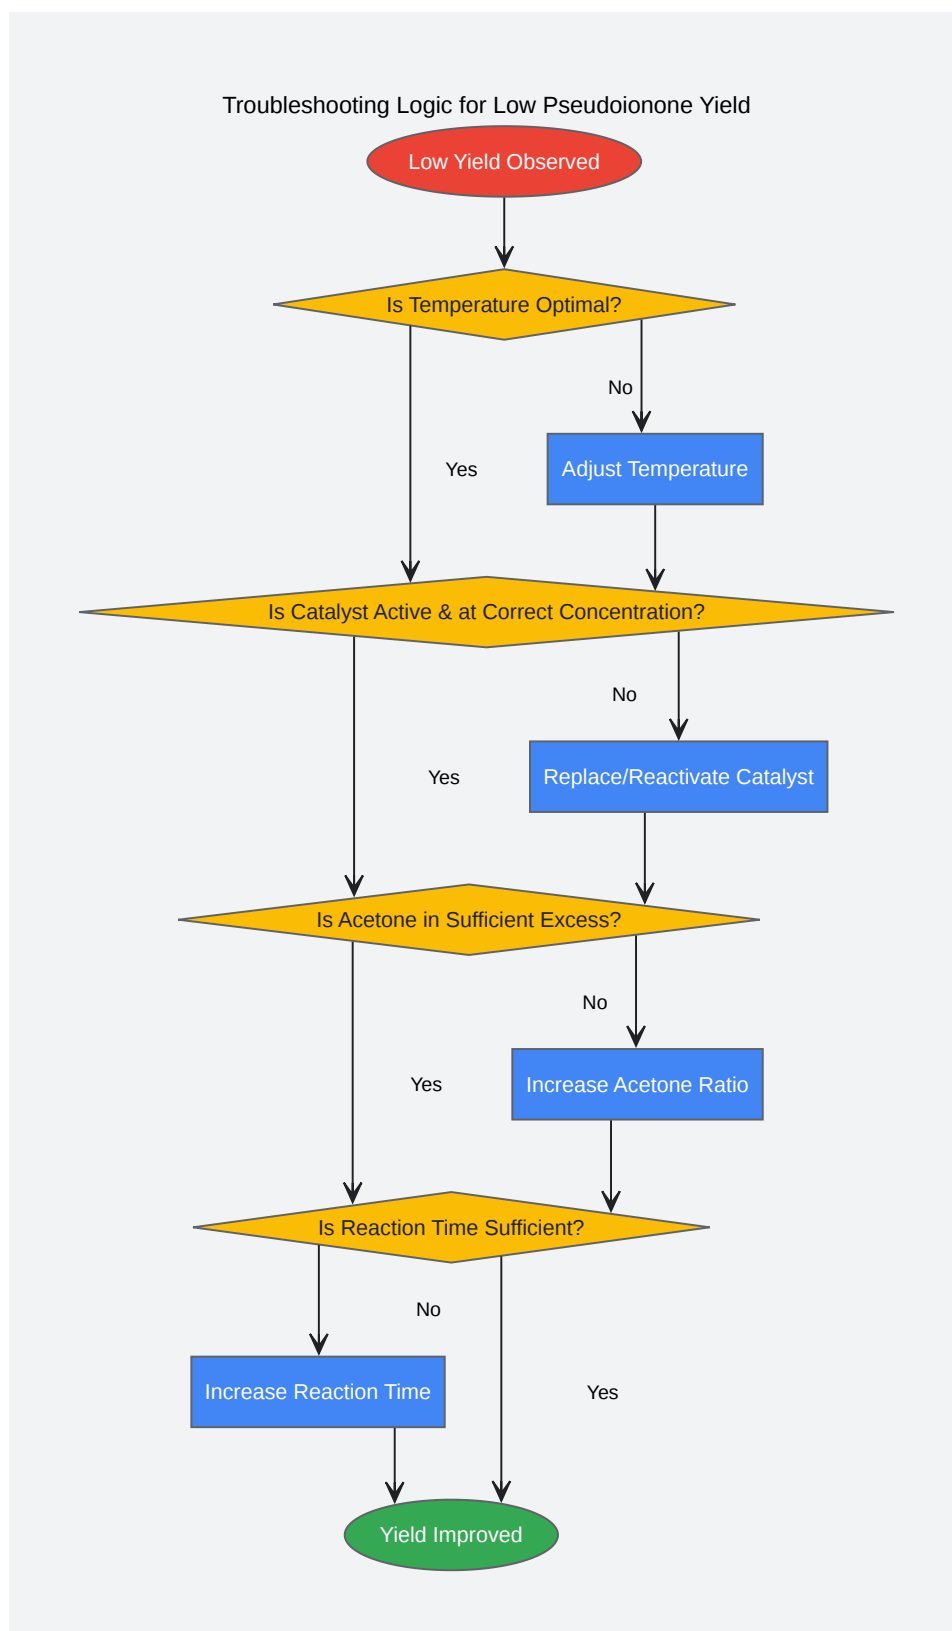 Troubleshooting Logic for Low Pseudoionone Yield
Low Yield Observed
Is Temperature Optimal?
No
Yes
Adjust Temperature
Is Catalyst Active & at Correct Concentration?
No
Yes
Replace/Reactivate Catalyst
Is Acetone in Sufficient Excess?
No
Yes
Increase Acetone Ratio
Is Reaction Time Sufficient?
No
Increase Reaction Time
Yes
Yield Improved